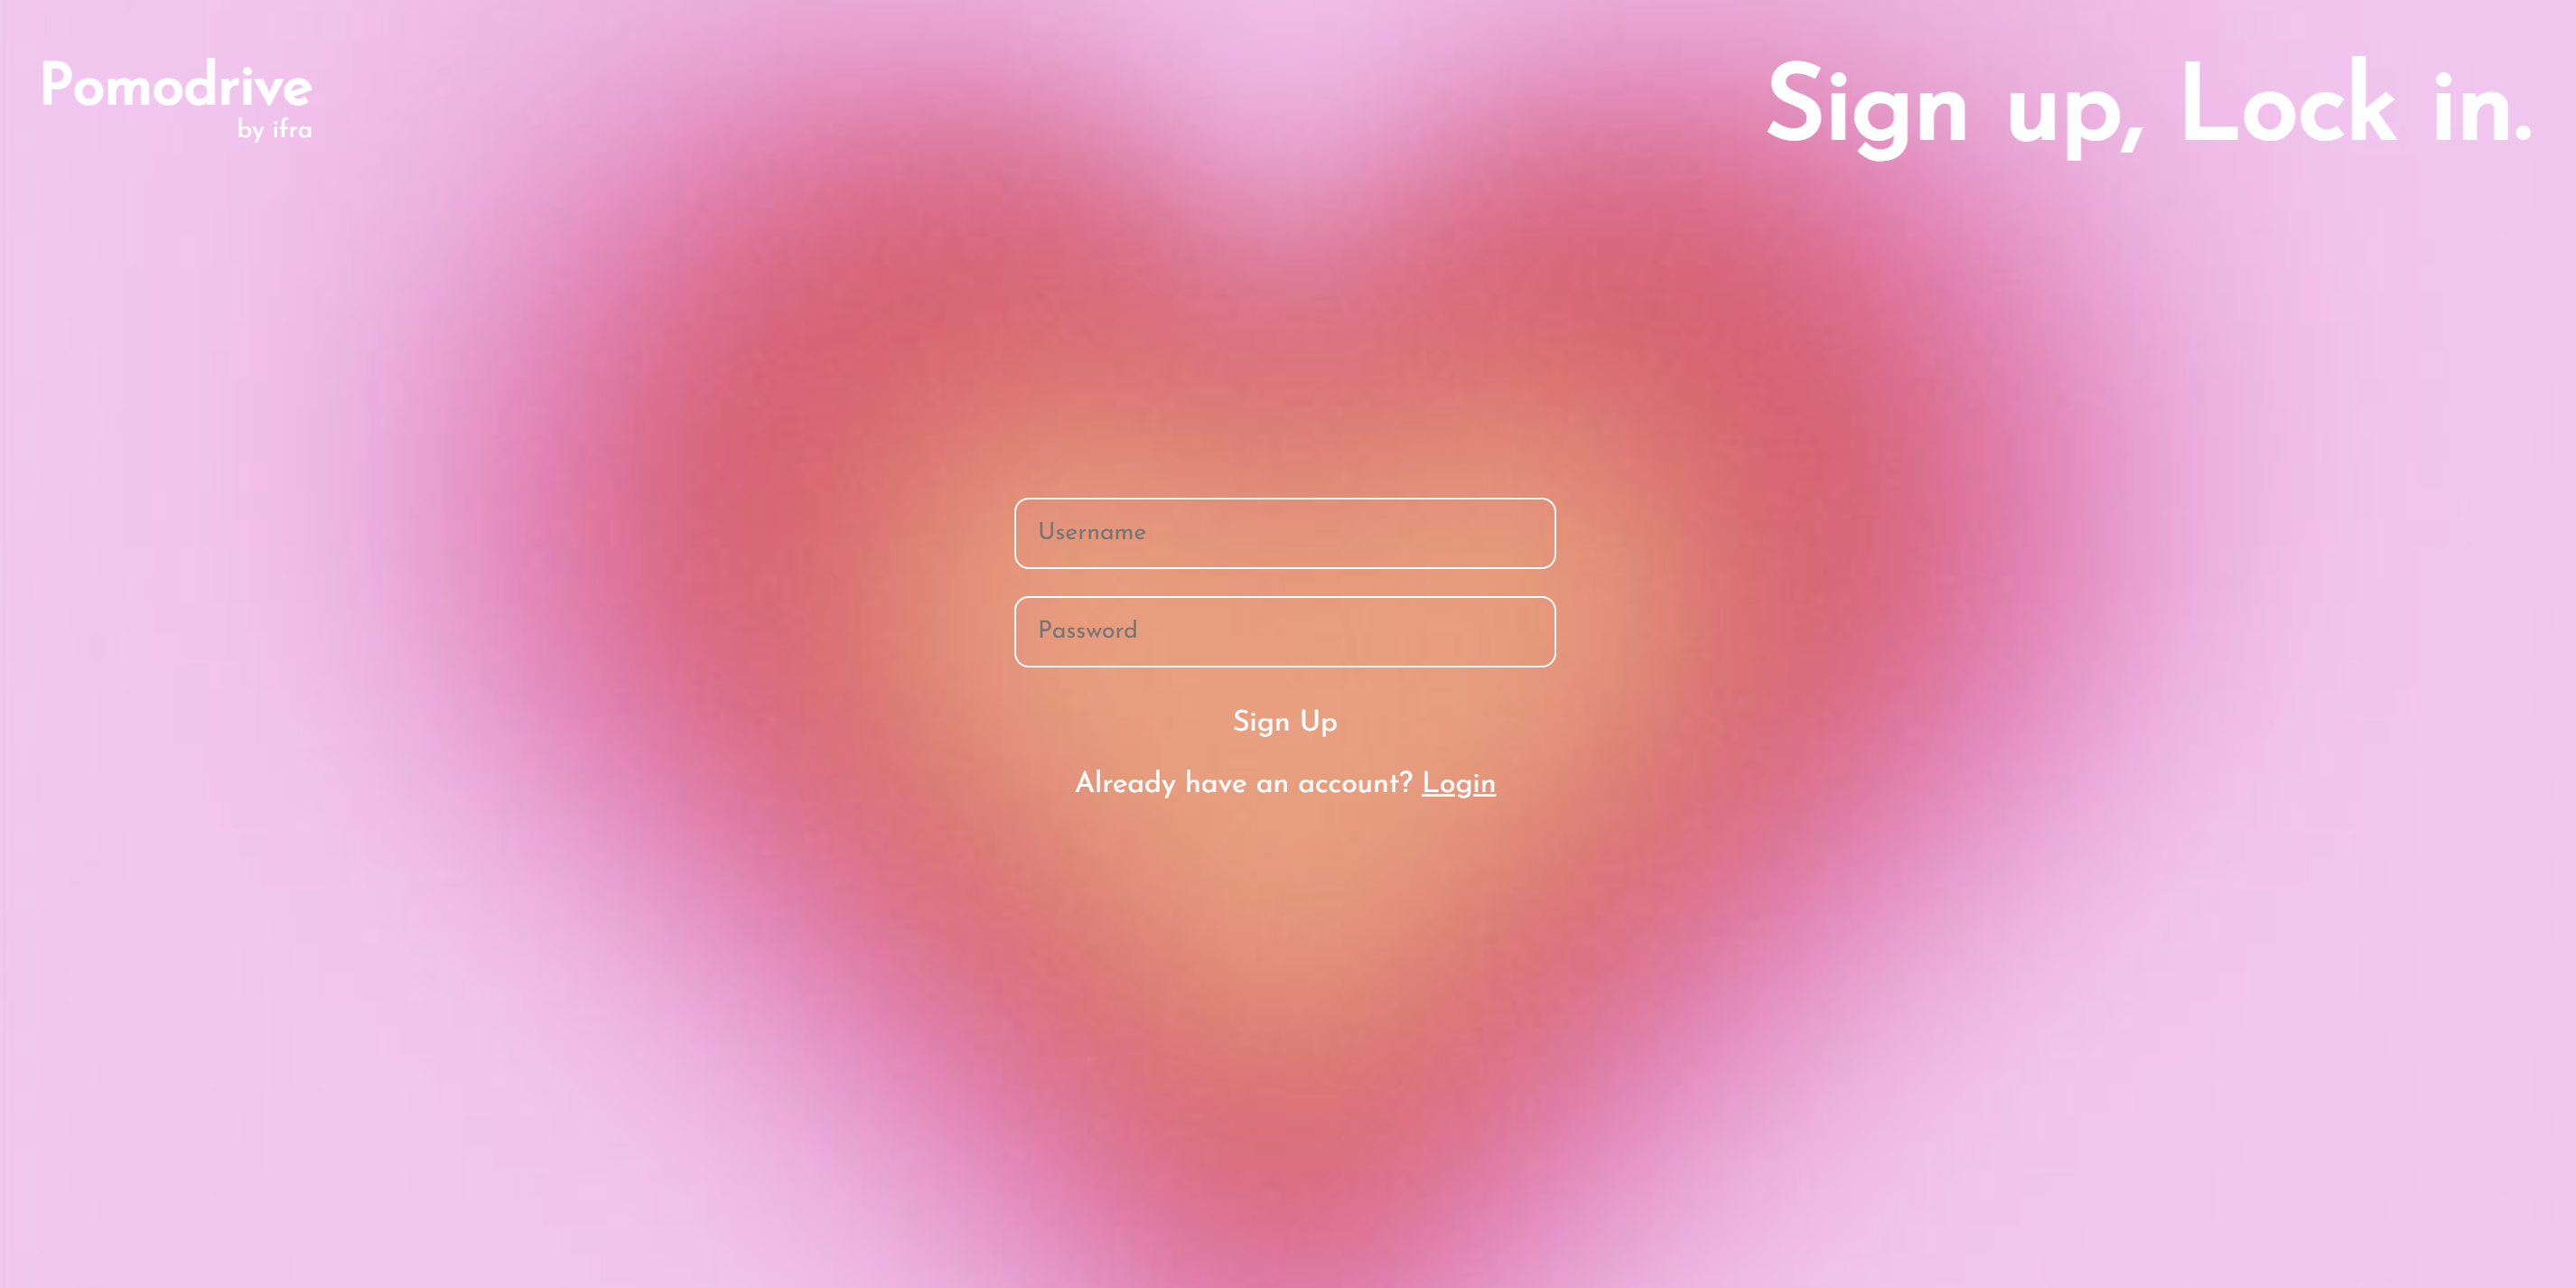 Pomodrive
by ifra
Sign up, Lock in.
Username
Password
Sign Up
Already have an account? Login